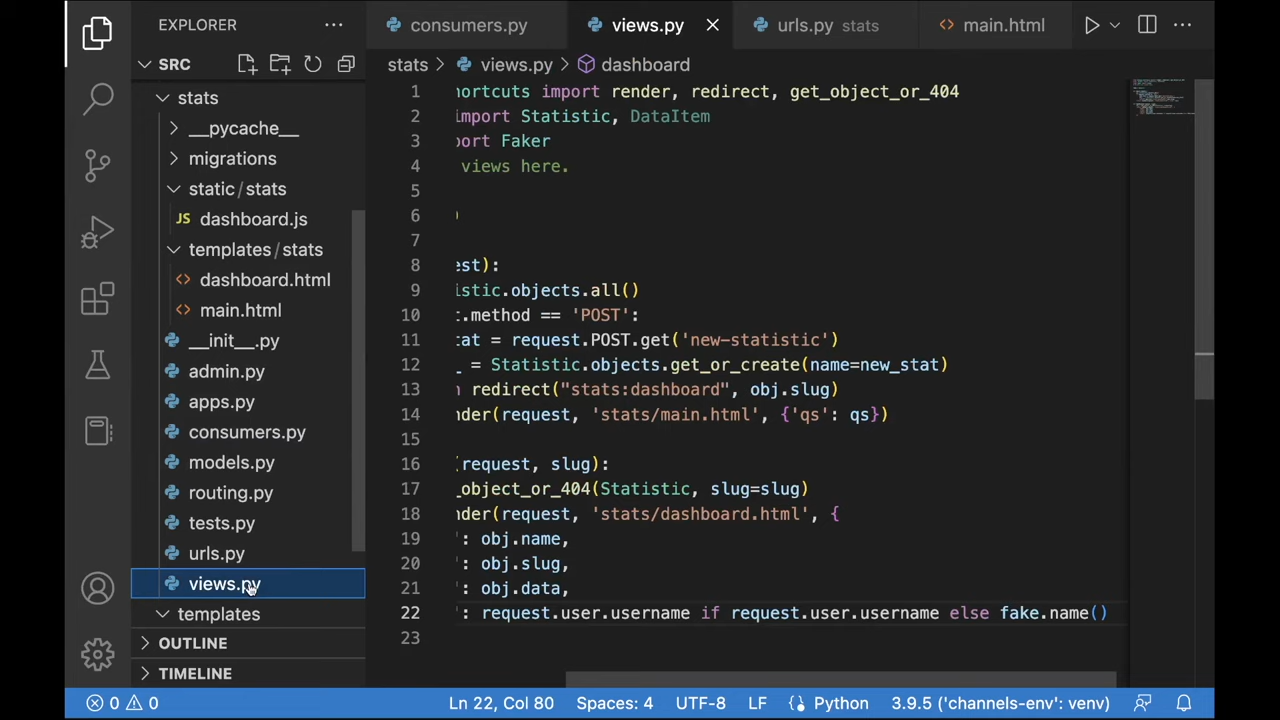 EXPLORER
SRC
stats
__pycache__
migrations
static / stats
JS dashboard.js
templates / stats
dashboard.html
main.html
__init__.py
admin.py
apps.py
consumers.py
models.py
routing.py
tests.py
urls.py
views.py
templates
OUTLINE
TIMELINE
consumers.py
views.py
urls.py stats
main.html
stats > views.py > dashboard
1 hortcuts import render, redirect, get_object_or_404
2 import Statistic, DataItem
3 port Faker
4 views here.
5
6 )
7
8 est):
9 istic.objects.all()
10 t.method == 'POST':
11 tat = request.POST.get('new-statistic')
12 _ = Statistic.objects.get_or_create(name=new_stat)
13 n redirect("stats:dashboard", obj.slug)
14 nder(request, 'stats/main.html', {'qs': qs})
15
16 (request, slug):
17 _object_or_404(Statistic, slug=slug)
18 nder(request, 'stats/dashboard.html', {
19 ': obj.name,
20 ': obj.slug,
21 ': obj.data,
22 ': request.user.username if request.user.username else fake.name()
23
0 0 Ln 22, Col 80 Spaces: 4 UTF-8 LF Python 3.9.5 ('channels-env': venv)